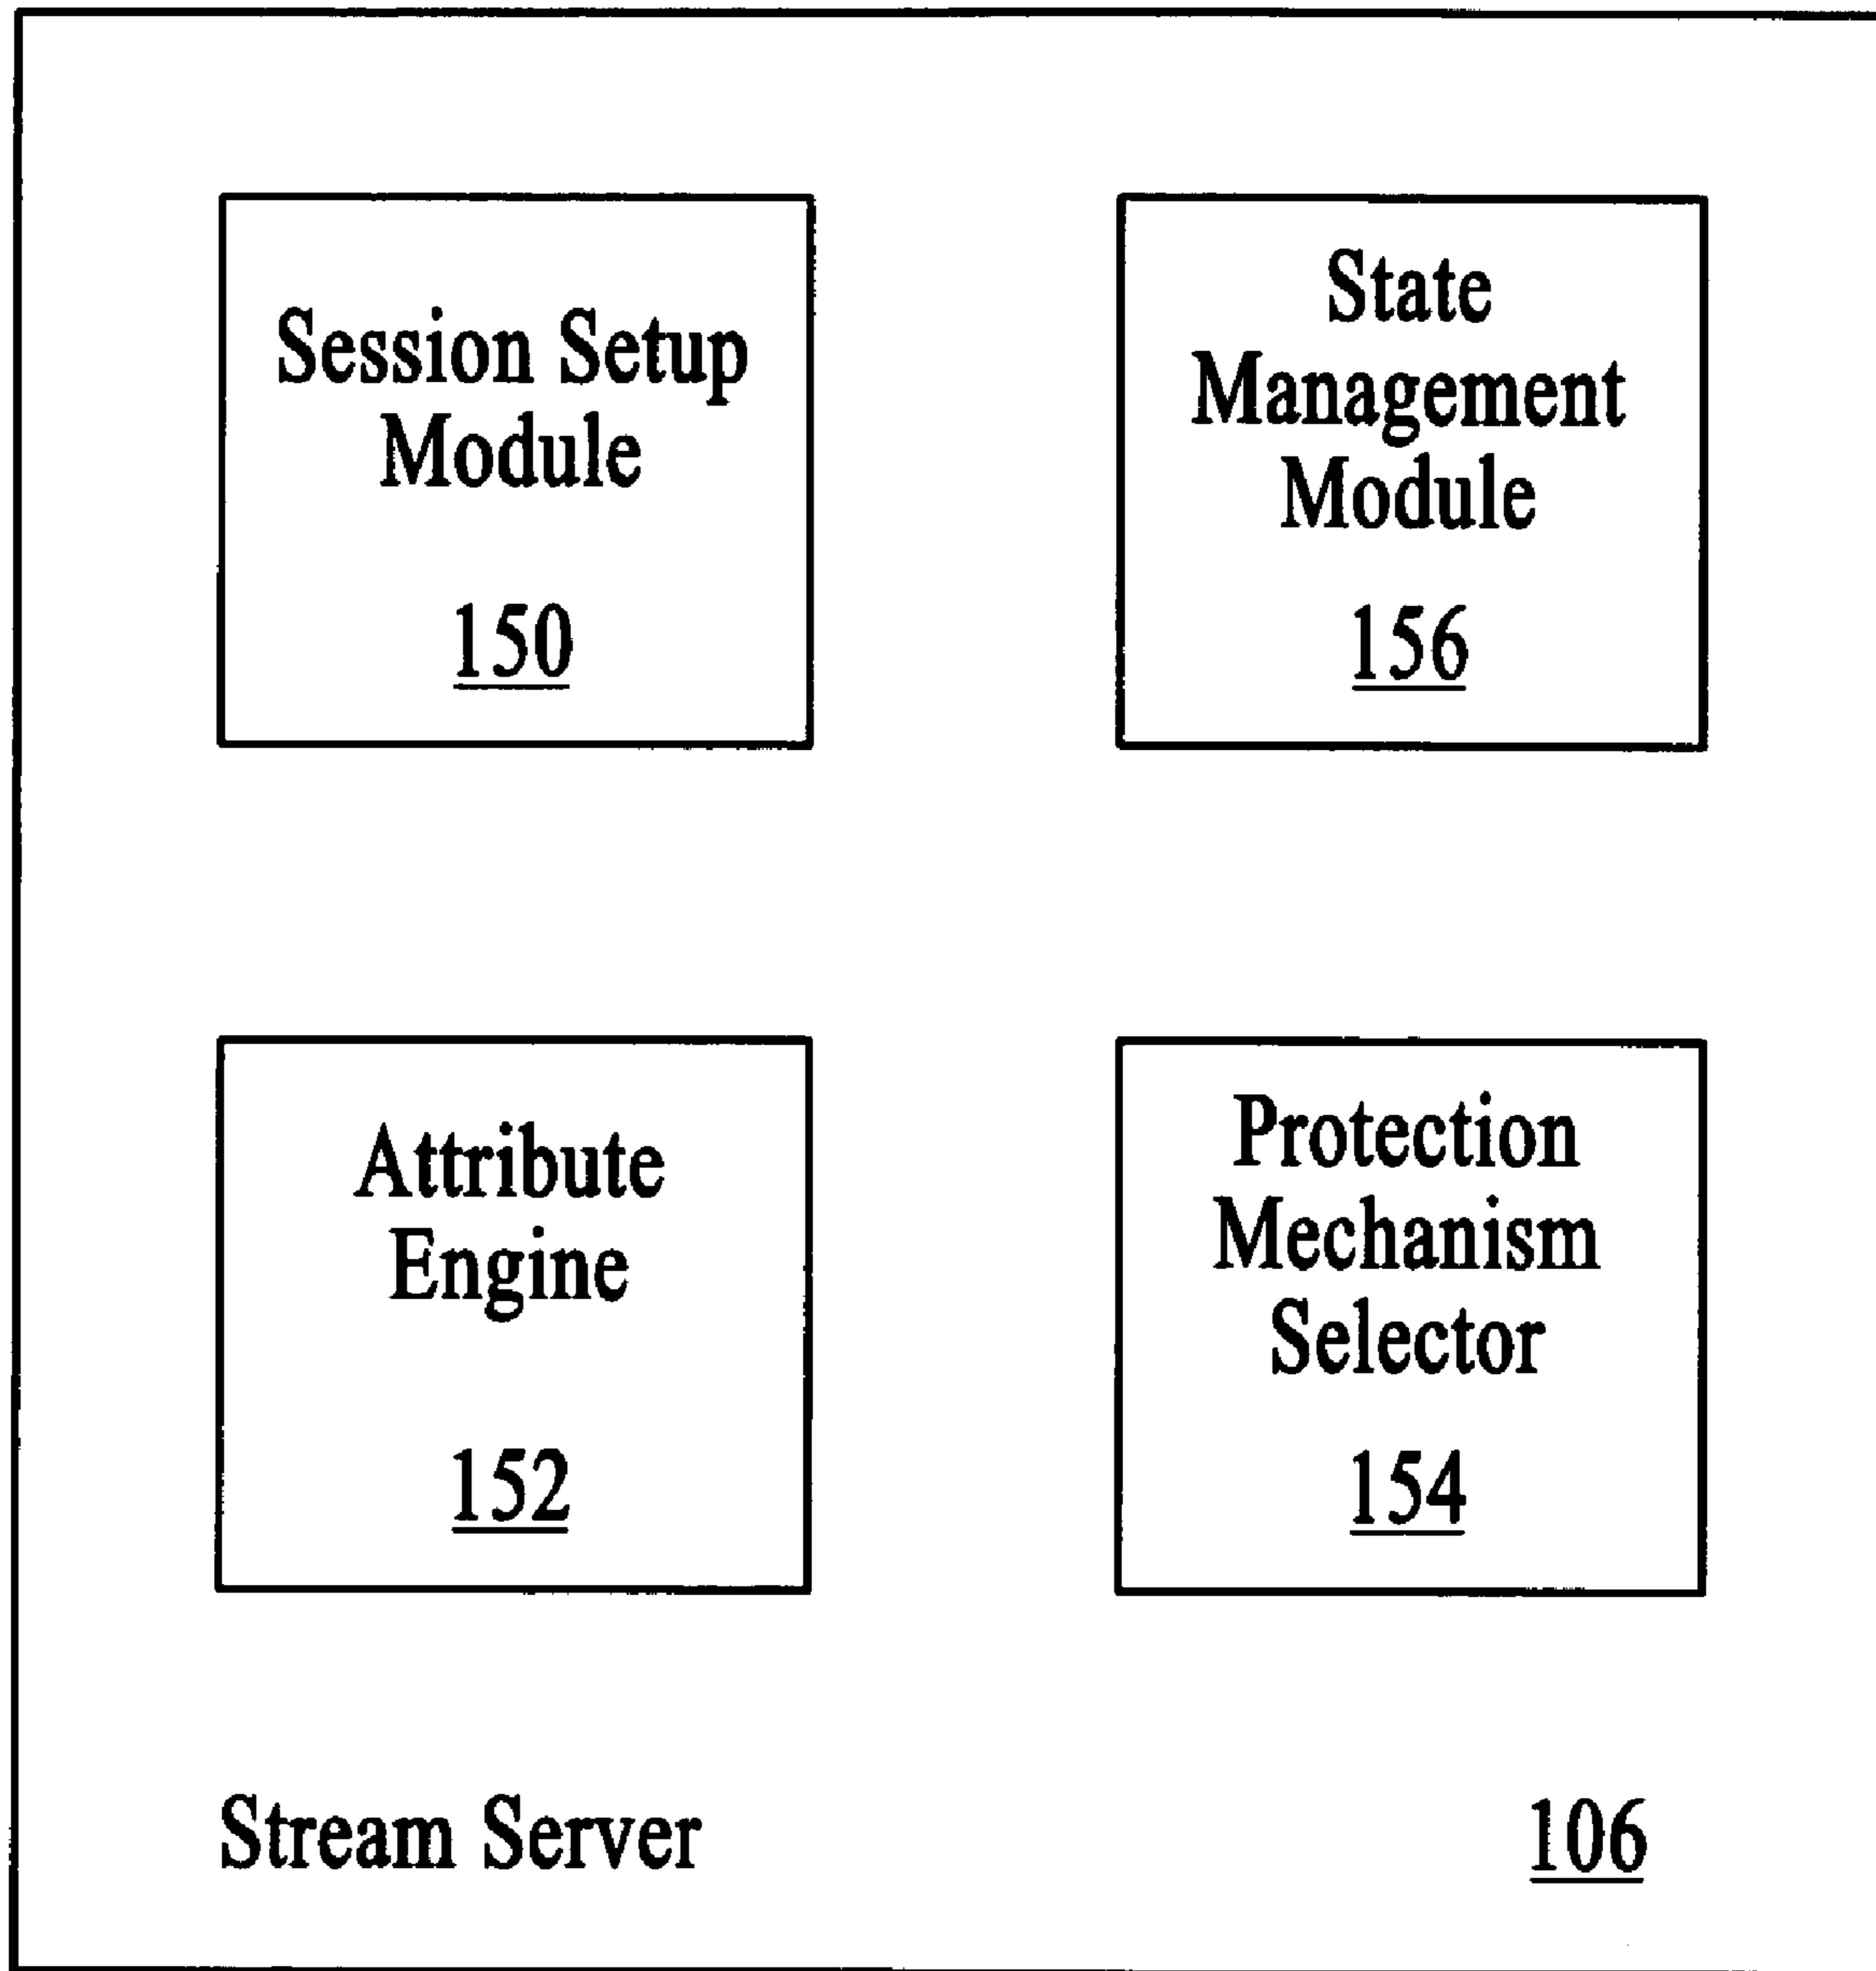 Session Setup
Module
150
State
Management
Module
156
Attribute
Engine
152
Protection
Mechanism
Selector
154
Stream Server
106